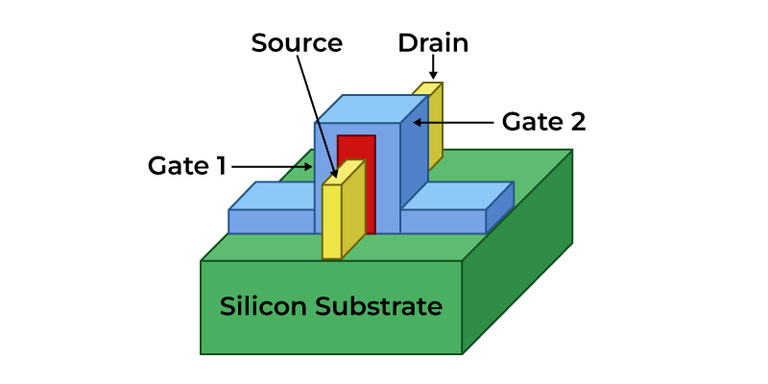 Source
Drain
Gate 2
Gate 1
Silicon Substrate